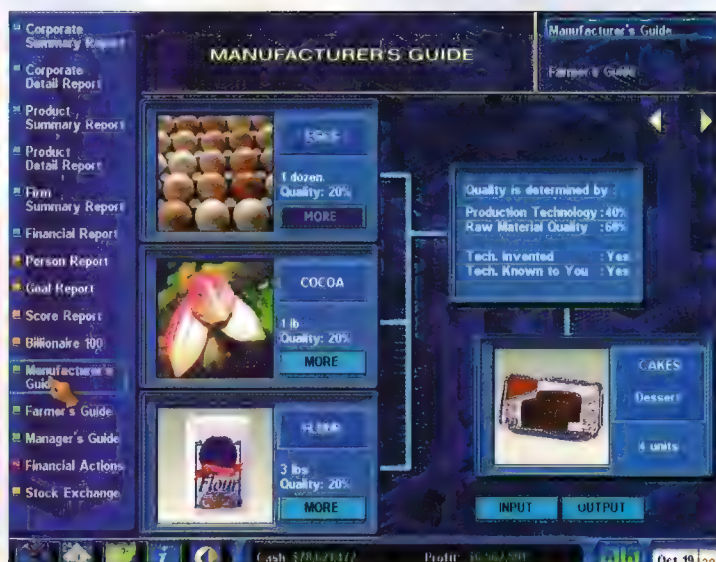 Corporate
Summary Report
Corporate
Detail Report
Product
Summary Report
Product
Detail Report
Firm
Summary Report
Financial Report
Person Report
Goal Report
Score Report
Billionaire 100
Manufacturer's
Guide
Farmer's Guide
Manager's Guide
Financial Actions
Stock Exchange
MANUFACTURER'S GUIDE
Manufacturer's Guide
Farmer's Guide
1 dozen
Quality: 20%
MORE
COCOA
1 lb
Quality: 20%
MORE
FLOUR
Flour
3 lbs
Quality: 20%
MORE
Quality is determined by :
Production Technology :40%
Raw Material Quality :60%
Tech. Invented :Yes
Tech. Known to You :Yes
CAKES
Dessert
4 units
INPUT
OUTPUT
Cash
Profit
Oct 19